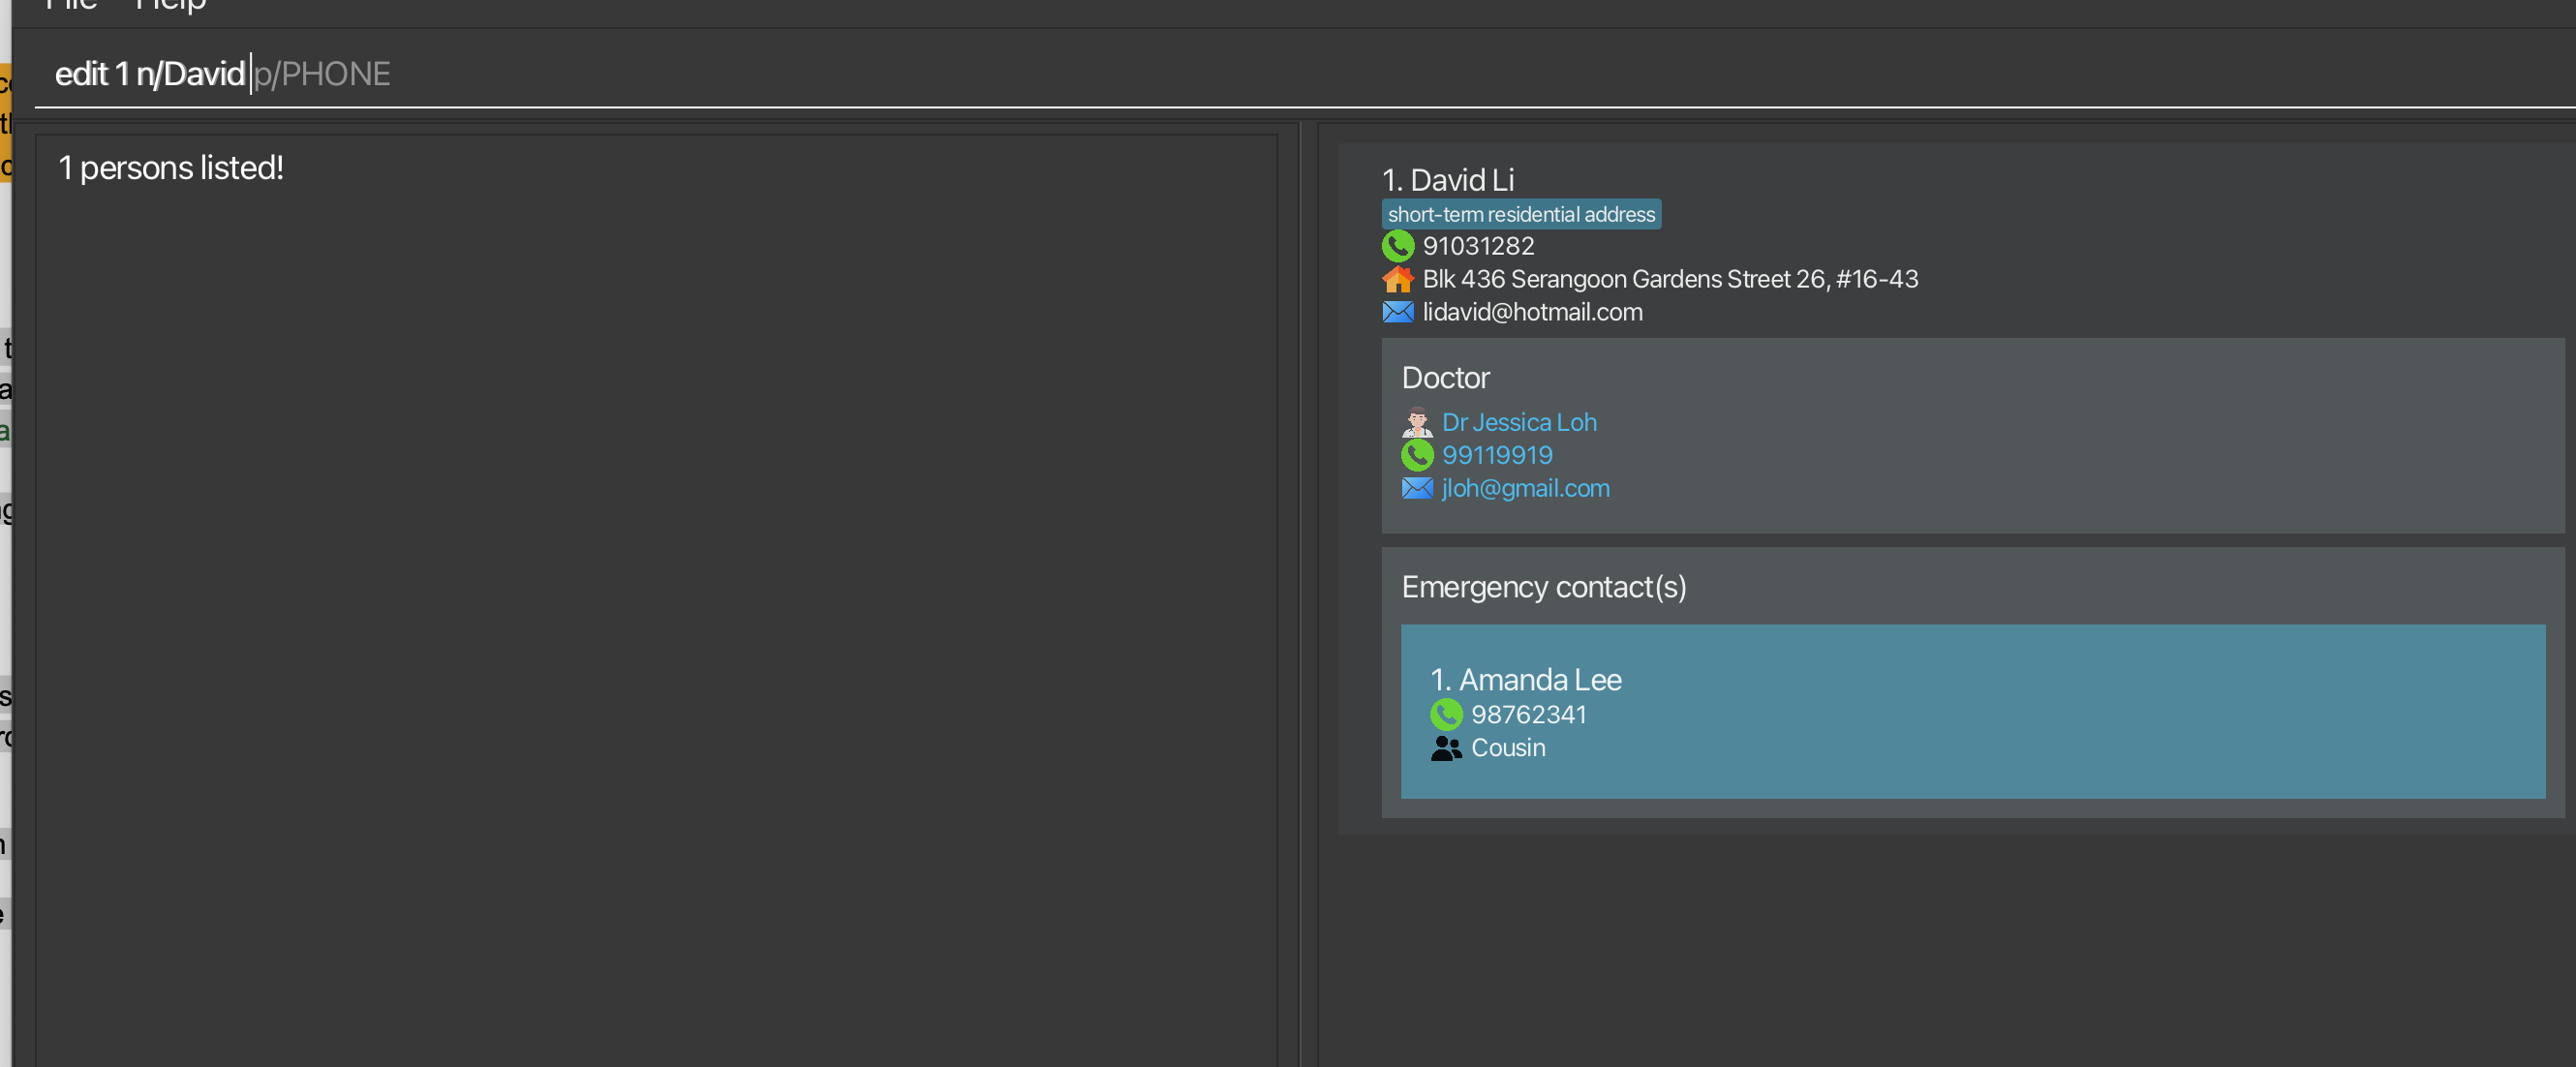 File Help
edit 1 n/David p/PHONE
1 persons listed!
1. David Li
short-term residential address
91031282
Blk 436 Serangoon Gardens Street 26, #16-43
lidavid@hotmail.com
Doctor
Dr Jessica Loh
99119919
jloh@gmail.com
Emergency contact(s)
1. Amanda Lee
98762341
Cousin